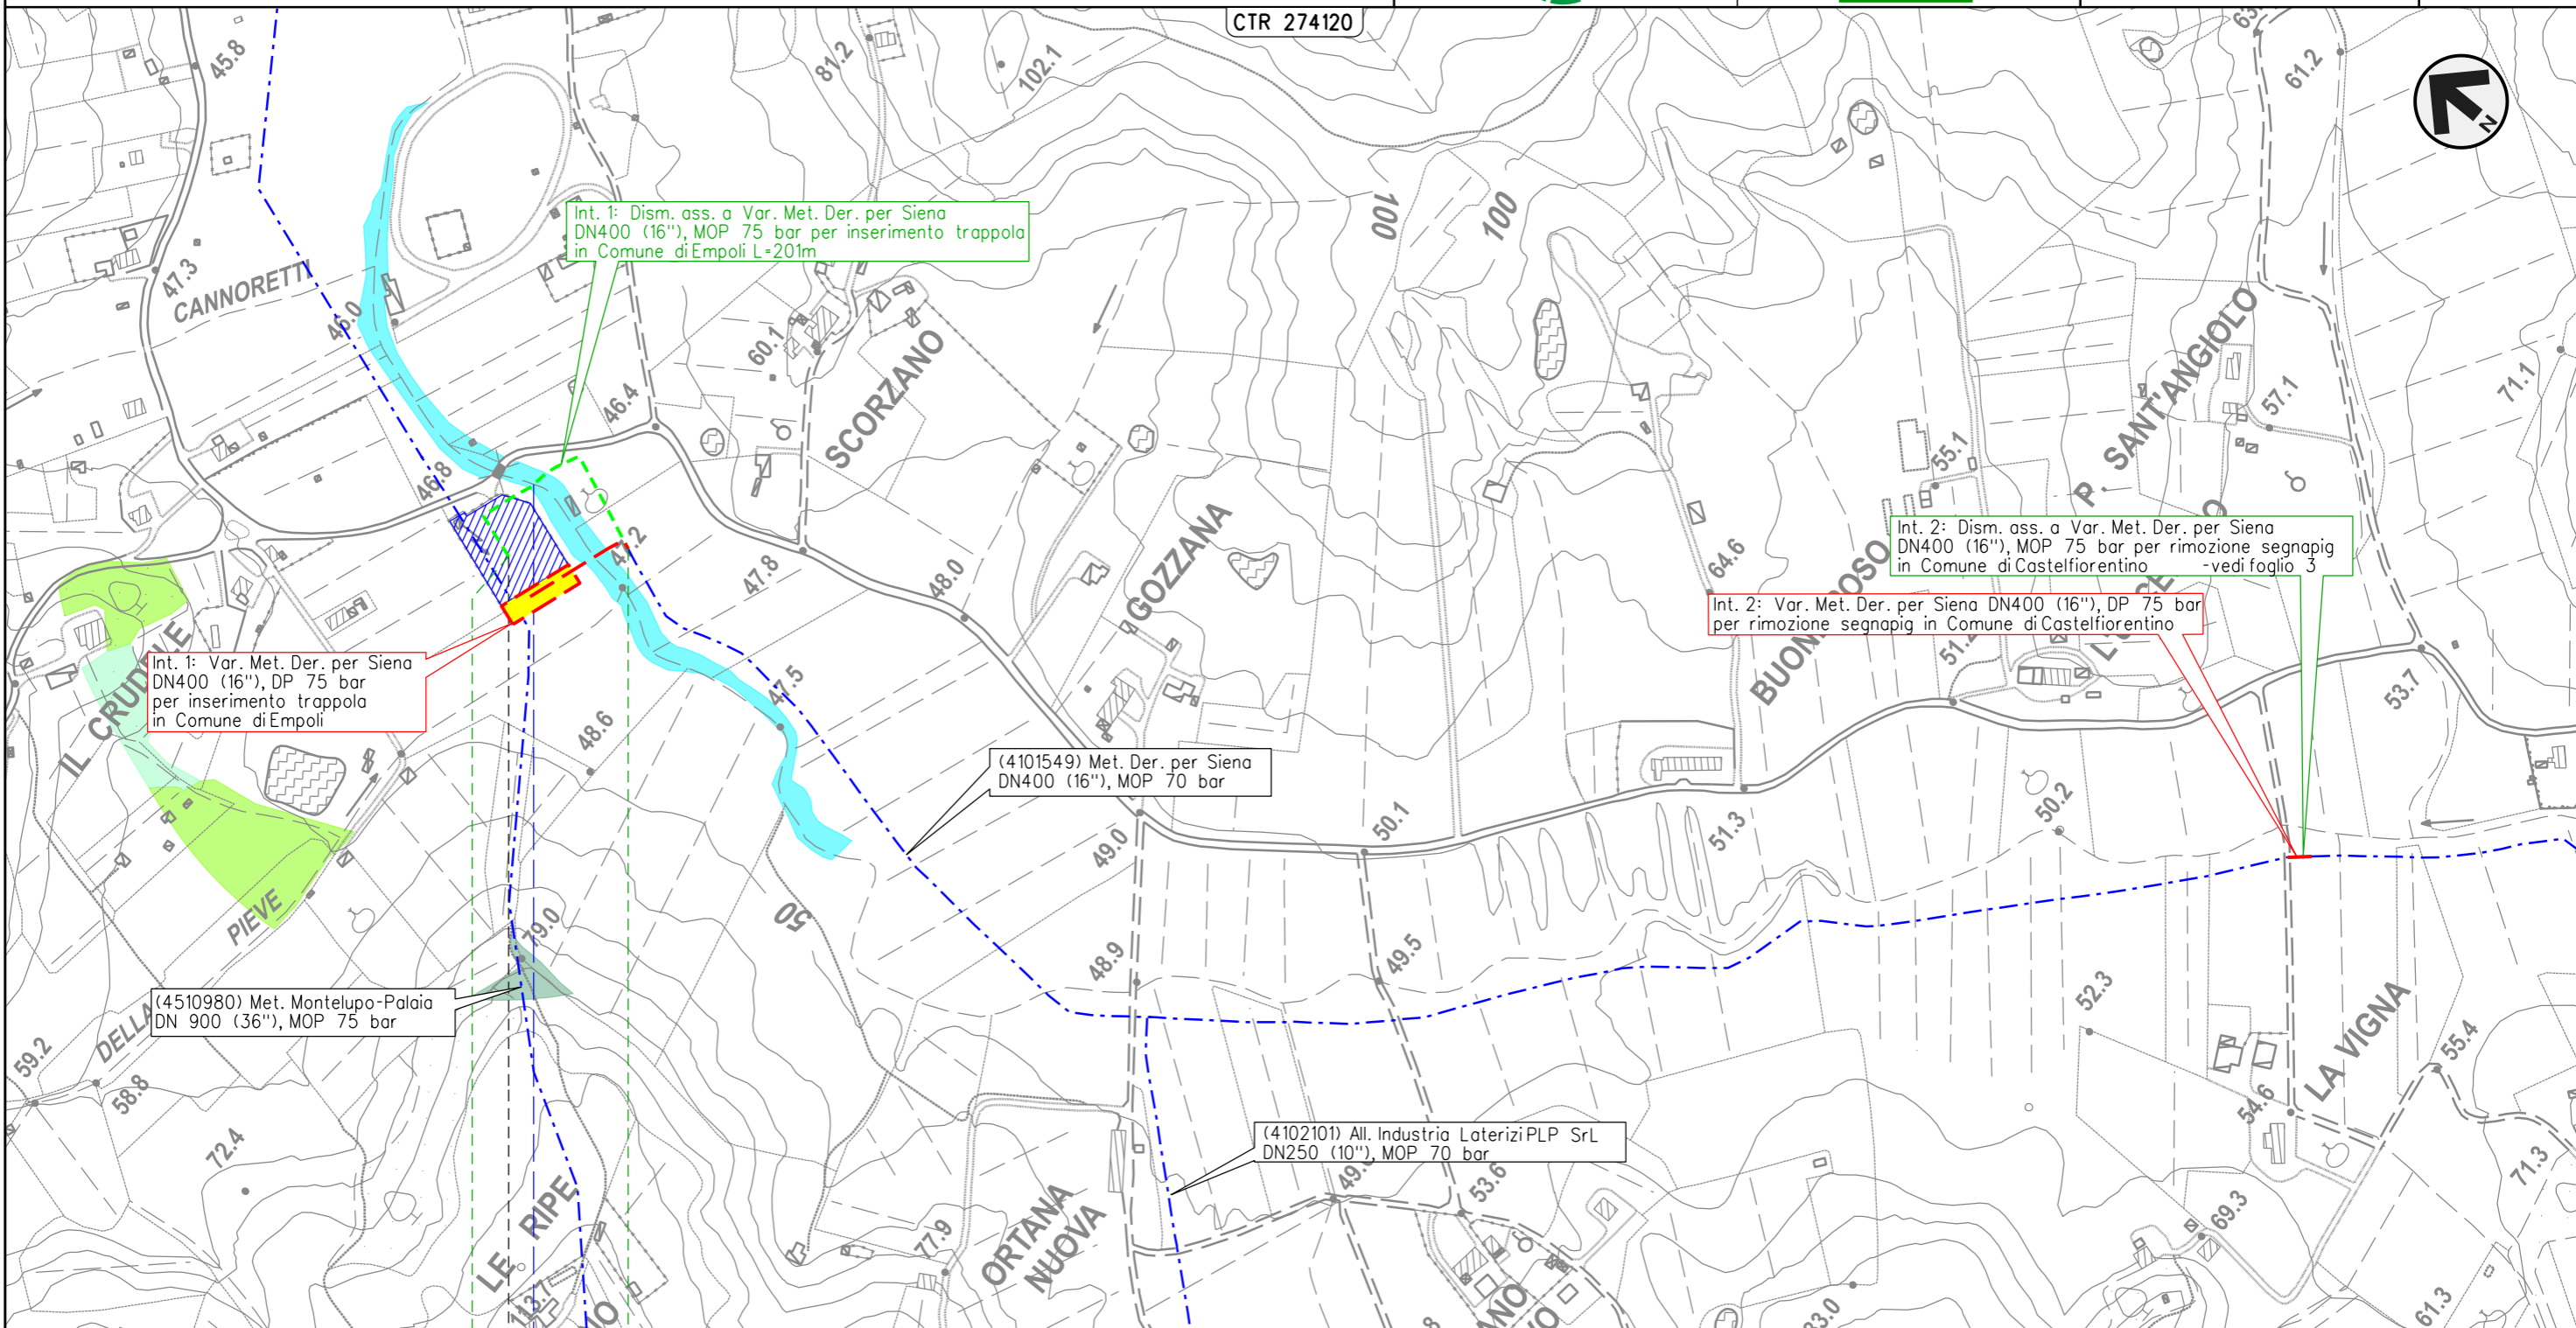 CTR 274120
45.8
81.2
102.1
63.
61.2
N
Int. 1: Dism. ass. a Var. Met. Der. per Siena
DN400 (16"), MOP 75 bar per inserimento trappola
in Comune di Empoli L=201m
100
100
47.3
CANNORETTI
46.0
60.1
SCORZANO
46.4
46.8
P. SANT'ANGIOLO
57.1
71.1
55.1
47.2
47.8
48.0
GOZZANA
64.6
BUON
OSO
Int. 2: Dism. ass. a Var. Met. Der. per Siena
DN400 (16"), MOP 75 bar per rimozione segnapig
in Comune di Castelfiorentino -vedi foglio 3
Int. 2: Var. Met. Der. per Siena DN400 (16"), DP 75 bar
per rimozione segnapig in Comune di Castelfiorentino
51.2
53.7
IL CRUDELE
Int. 1: Var. Met. Der. per Siena
DN400 (16"), DP 75 bar
per inserimento trappola
in Comune di Empoli
48.6
47.5
(4101549) Met. Der. per Siena
DN400 (16"), MOP 70 bar
49.0
50.1
51.3
50.2
PIEVE
DELLA
50
79.0
48.9
49.5
52.3
(4510980) Met. Montelupo-Palaia
DN 900 (36"), MOP 75 bar
59.2
58.8
72.4
LA VIGNA
54.6
55.4
(4102101) All. Industria Laterizi PLP SrL
DN250 (10"), MOP 70 bar
53.6
69.3
71.3
LE RIPE
113.7
77.9
ORTANA
NUOVA
61.3